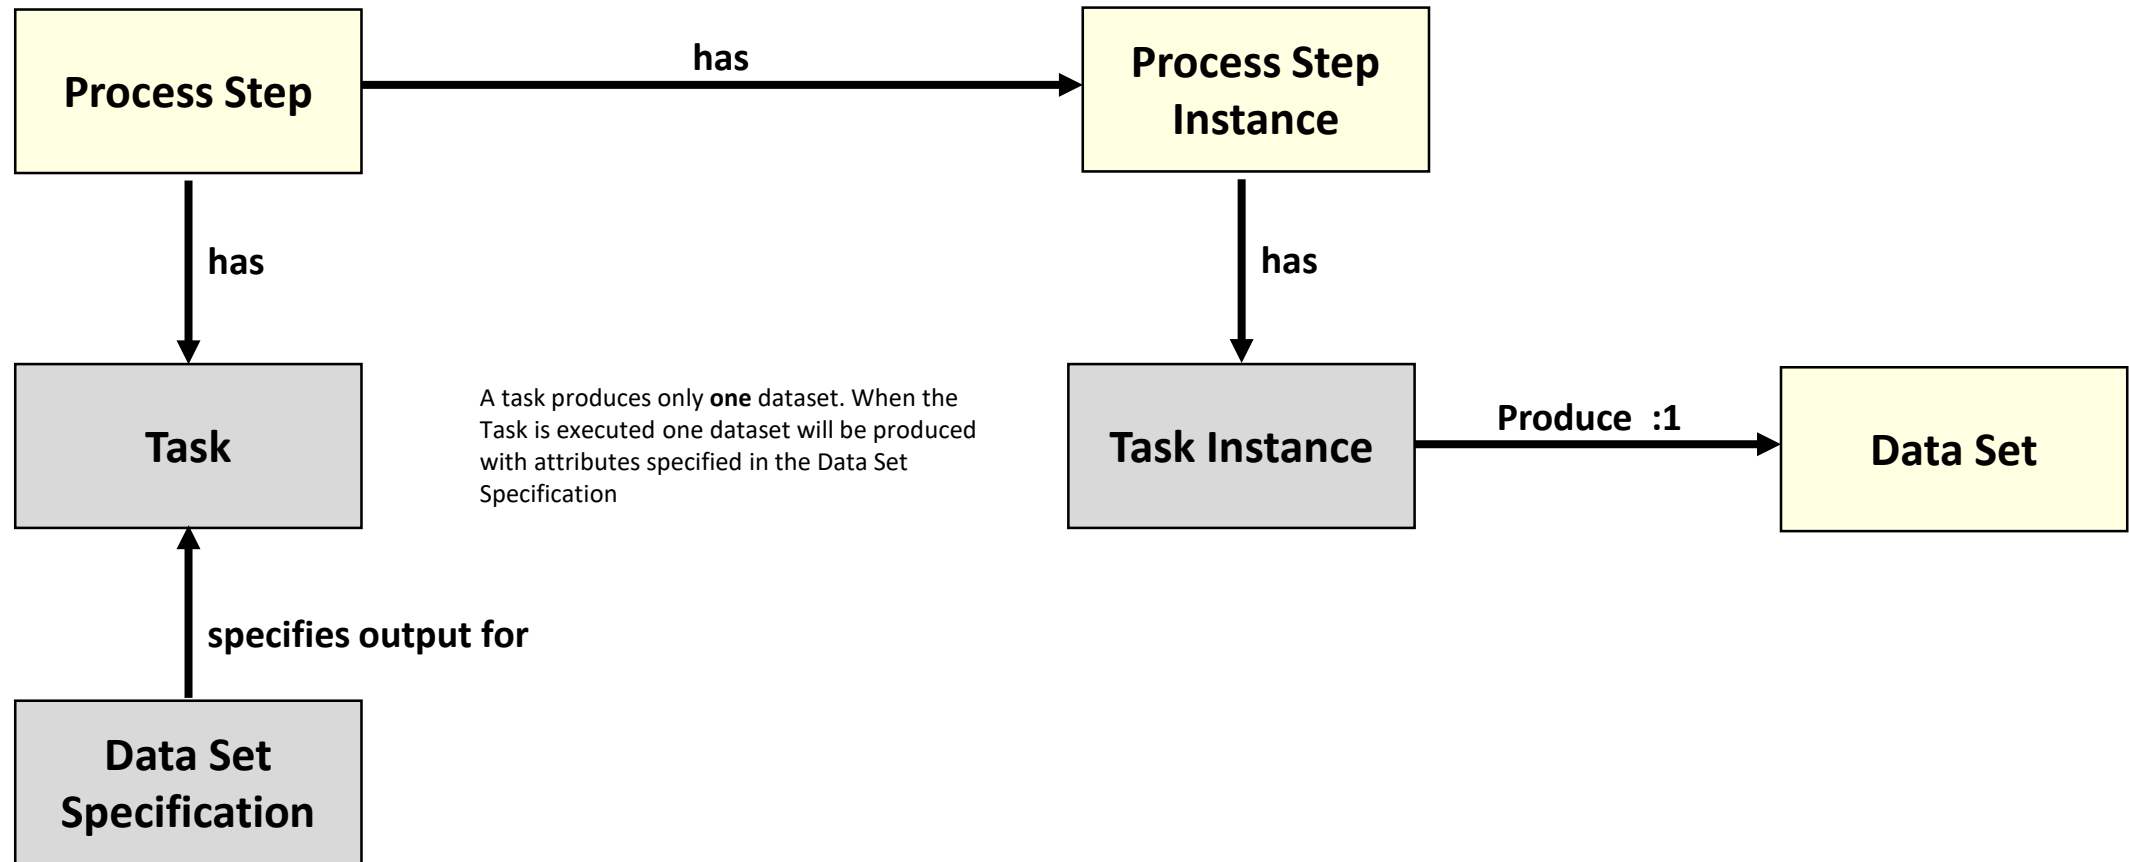 Process Step
has
Process Step
Instance
has
has
Task
A task produces only one dataset. When the
Task is executed one dataset will be produced
with attributes specified in the Data Set
Specification
Task Instance
Produce :1
Data Set
specifies output for
Data Set
Specification